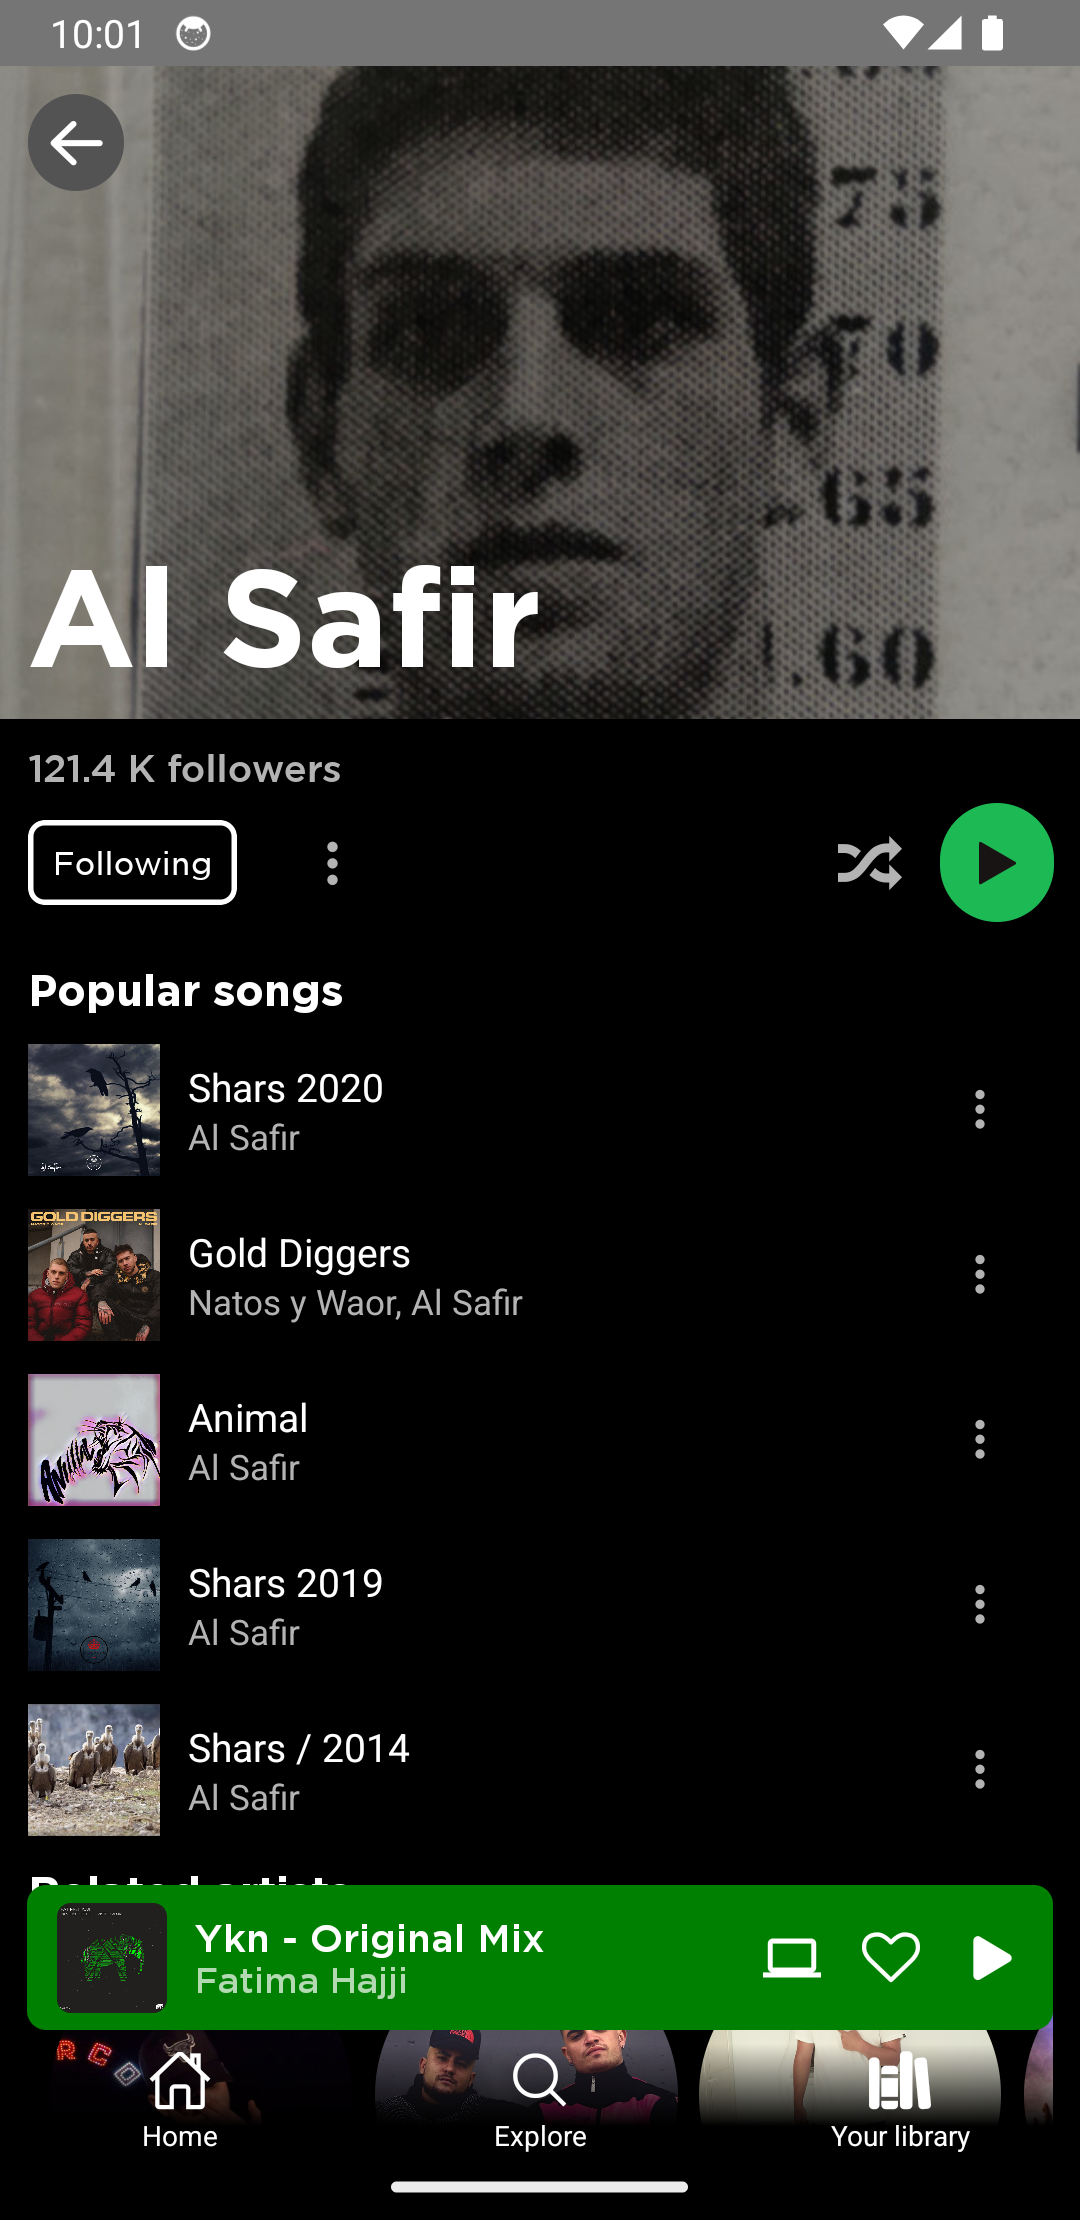 10:01
75
70
65
60
Al Safir
121.4 K followers
Following
Popular songs
Shars 2020
Al Safir
GOLD DIGGERS
Gold Diggers
Natos y Waor, Al Safir
Animal
Al Safir
Shars 2019
Al Safir
Shars / 2014
Al Safir
Related artists
Ykn - Original Mix
Fatima Hajji
Home
Explore
Your library